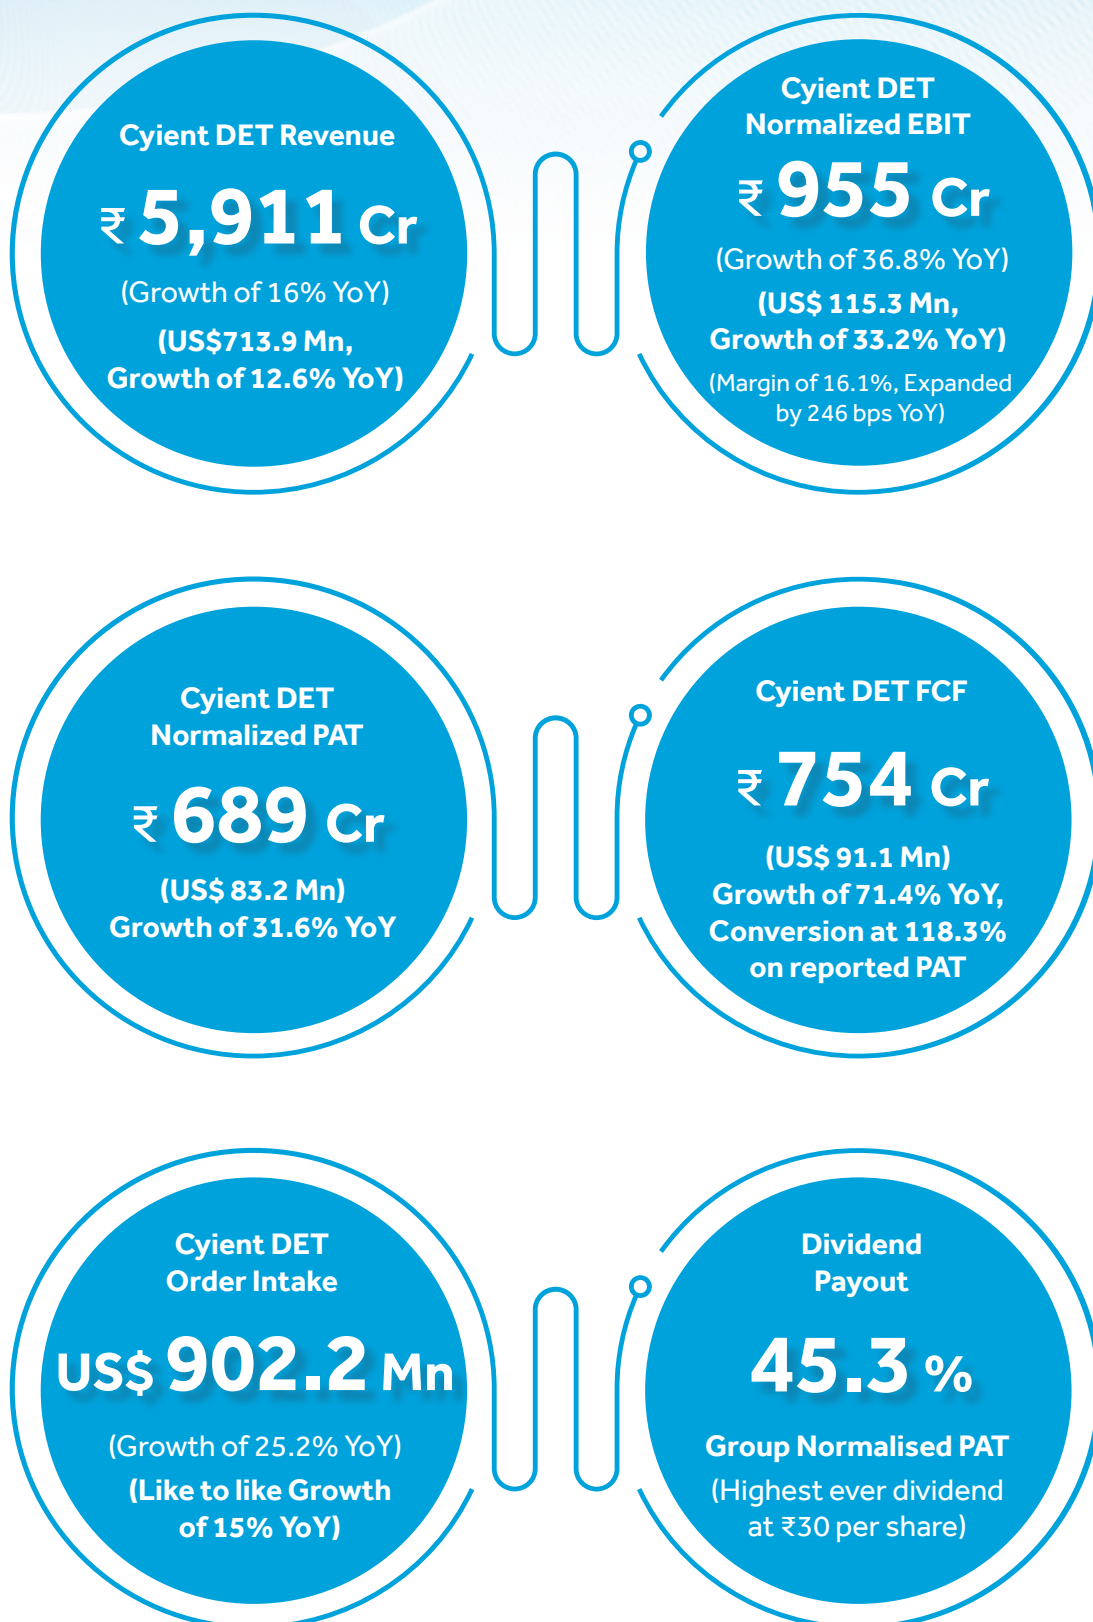 Cyient DET Revenue
₹ 5,911 Cr
(Growth of 16% YoY)
(US$713.9 Mn,
Growth of 12.6% YoY)
Cyient DET
Normalized EBIT
₹ 955 Cr
(Growth of 36.8% YoY)
(US$ 115.3 Mn,
Growth of 33.2% YoY)
(Margin of 16.1%, Expanded
by 246 bps YoY)
Cyient DET
Normalized PAT
₹ 689 Cr
(US$ 83.2 Mn)
Growth of 31.6% YoY
Cyient DET FCF
₹ 754 Cr
(US$ 91.1 Mn)
Growth of 71.4% YoY,
Conversion at 118.3%
on reported PAT
Cyient DET
Order Intake
US$ 902.2 Mn
(Growth of 25.2% YoY)
(Like to like Growth
of 15% YoY)
Dividend
Payout
45.3 %
Group Normalised PAT
(Highest ever dividend
at ₹30 per share)